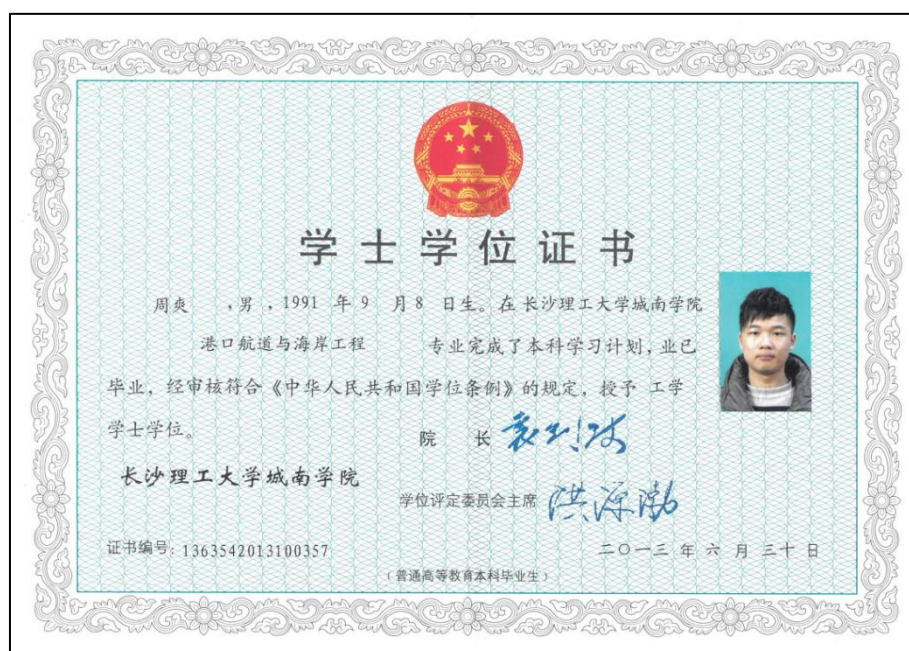 学士学位证书
周爽 ,男,1991 年 9 月 8 日生。在 长沙理工大学城南学院
港口航道与海岸工程 专业完成了本科学习计划,业已
毕业,经审核符合《中华人民共和国学位条例》的规定,授予 工学
学士学位。
院 长
长沙理工大学城南学院
学位评定委员会主席 洪源渤
证书编号:1363542013100357
二〇一三 年 六 月 三十 日
(普通高等教育本科毕业生)